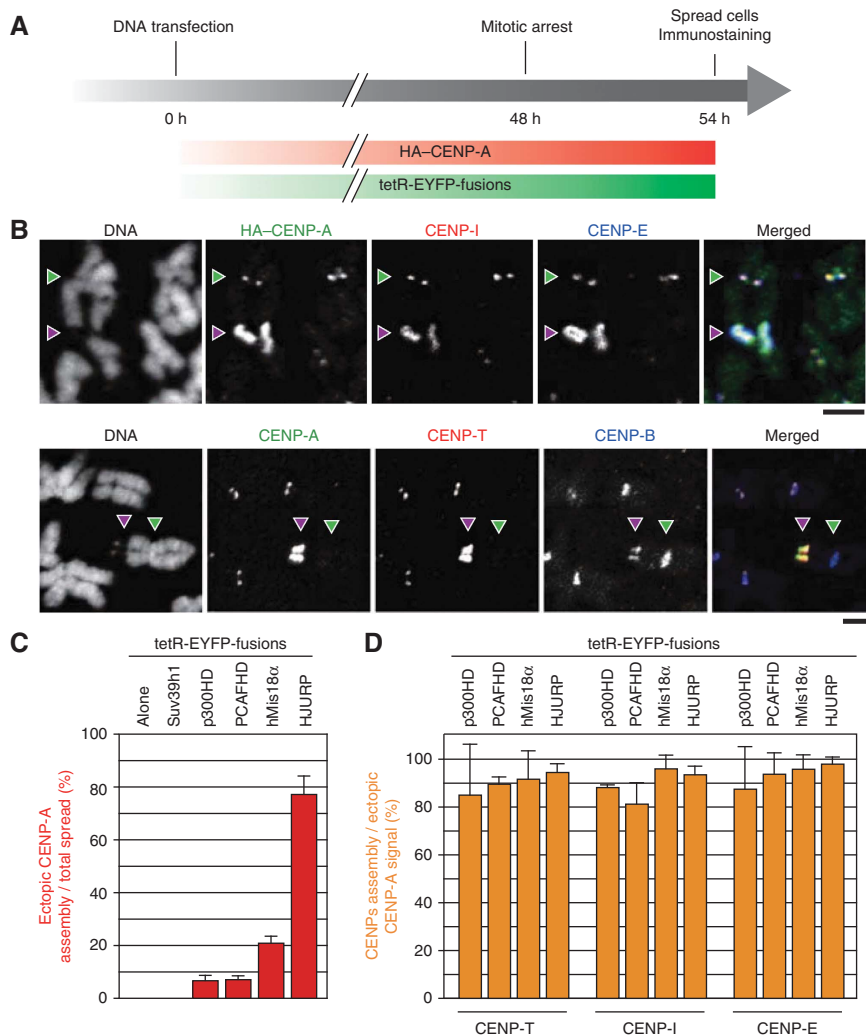 A
DNA transfection
Mitotic arrest
Spread cells
Immunostaining
0 h
48 h
54 h
HA–CENP-A
tetR-EYFP-fusions
B
DNA
HA–CENP-A
CENP-I
CENP-E
Merged
DNA
CENP-A
CENP-T
CENP-B
Merged
C
tetR-EYFP-fusions
Alone
Suv39h1
p300HD
PCAFHD
hMis18α
HJURP
Ectopic CENP-A
assembly / total spread (%)
100
80
60
40
20
0
D
tetR-EYFP-fusions
p300HD
PCAFHD
hMis18α
HJURP
p300HD
PCAFHD
hMis18α
HJURP
p300HD
PCAFHD
hMis18α
HJURP
CENPs assembly / ectopic
CENP-A signal (%)
100
80
60
40
20
0
CENP-T
CENP-I
CENP-E